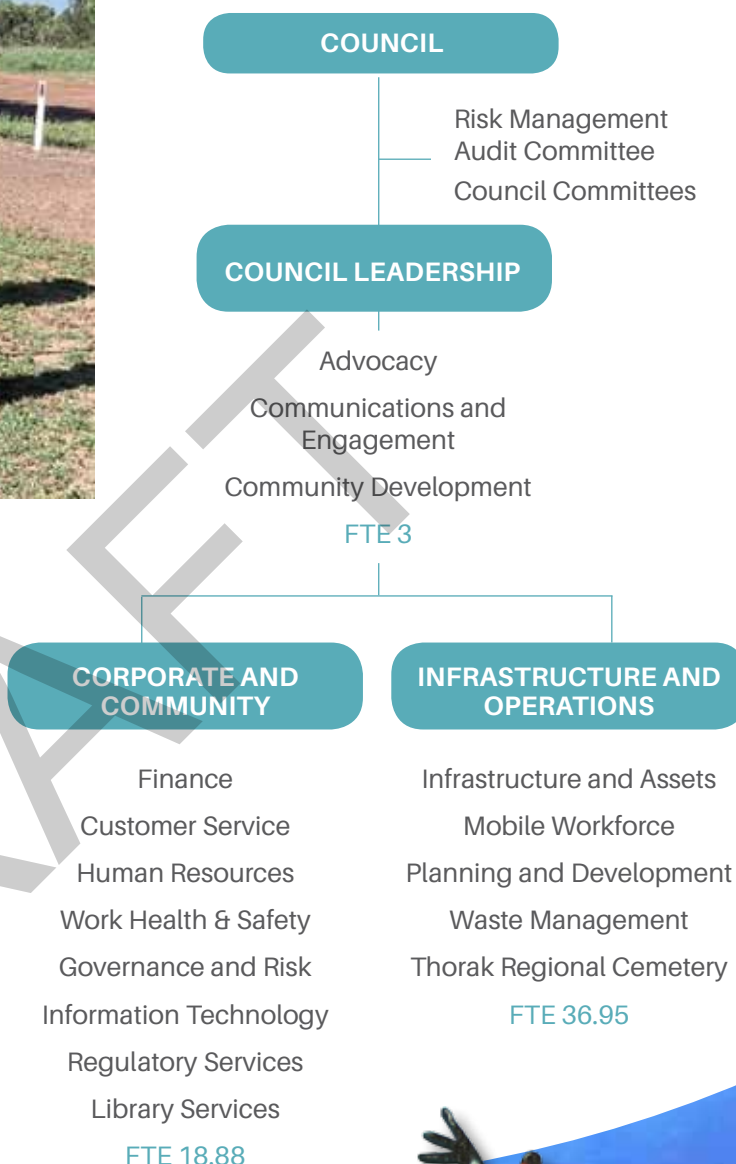 COUNCIL
Risk Management
Audit Committee
Council Committees
COUNCIL LEADERSHIP
Advocacy
Communications and
Engagement
Community Development
FTE 3
CORPORATE AND
COMMUNITY
Finance
Customer Service
Human Resources
Work Health & Safety
Governance and Risk
Information Technology
Regulatory Services
Library Services
FTE 18.88
INFRASTRUCTURE AND
OPERATIONS
Infrastructure and Assets
Mobile Workforce
Planning and Development
Waste Management
Thorak Regional Cemetery
FTE 36.95